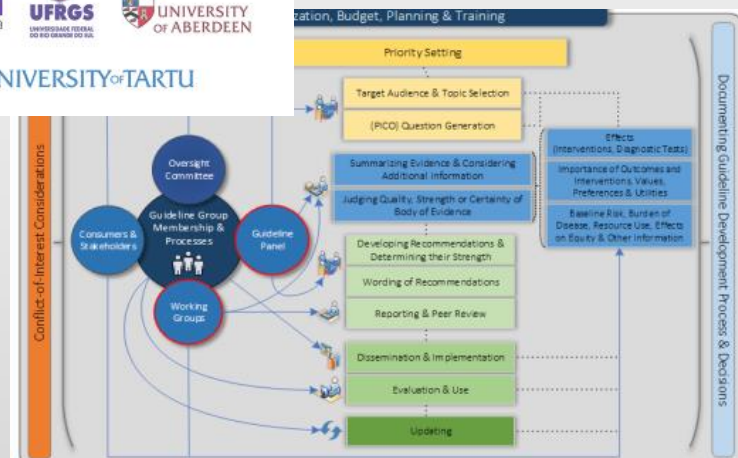 UFRGS
UNIVERSIDADE FEDERAL
DO RIO GRANDE DO SUL
UNIVERSITY
OF ABERDEEN
NIVERSITY OF TARTU
zation, Budget, Planning & Training
Priority Setting
Target Audience & Topic Selection
(PICO) Question Generation
Summarizing Evidence & Considering
Additional Information
Judging Quality, Strength or Certainty of
Body of Evidence
Developing Recommendations &
Determining their Strength
Wording of Recommendations
Reporting & Peer Review
Dissemination & Implementation
Evaluation & Use
Updating
Effects
(Interventions, Diagnostic Tests)
Importance of Outcomes and
Interventions, Values,
Preferences & Utilities
Baseline Risk, Burden of
Disease, Resource Use, Effects
on Equity & Other Information
Oversight
Committee
Guideline Group
Membership &
Processes
Consumers &
Stakeholders
Guideline
Panel
Working
Groups
Conflict-of-Interest Considerations
Documenting Guideline Development Process & Decisions